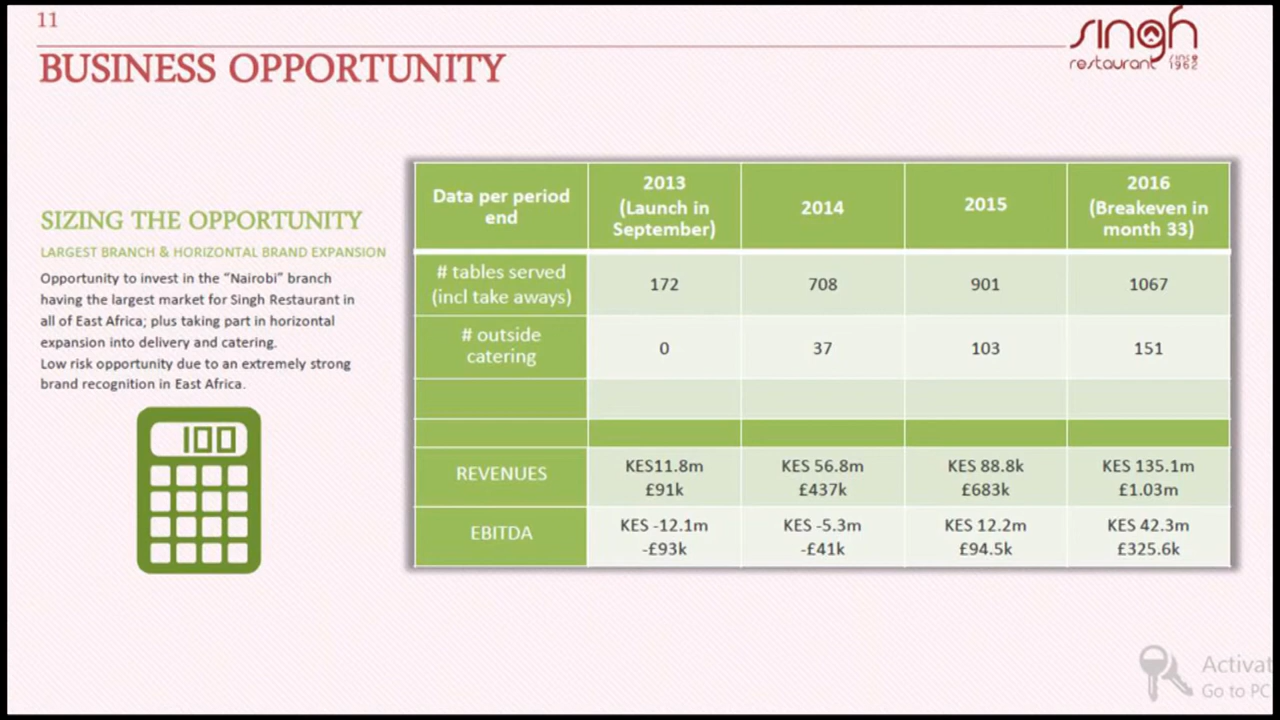 11
singh
restaurant since 1962
BUSINESS OPPORTUNITY
SIZING THE OPPORTUNITY
LARGEST BRANCH & HORIZONTAL BRAND EXPANSION
Opportunity to invest in the “Nairobi” branch
having the largest market for Singh Restaurant in
all of East Africa; plus taking part in horizontal
expansion into delivery and catering.
Low risk opportunity due to an extremely strong
brand recognition in East Africa.
100
Data per period end 2013 (Launch in September) 2014 2015 2016 (Breakeven in month 33)
# tables served (incl take aways) 172 708 901 1067
# outside catering 0 37 103 151
REVENUES KES11.8m £91k KES 56.8m £437k KES 88.8k £683k KES 135.1m £1.03m
EBITDA KES -12.1m -£93k KES -5.3m -£41k KES 12.2m £94.5k KES 42.3m £325.6k
Activat
Go to PC